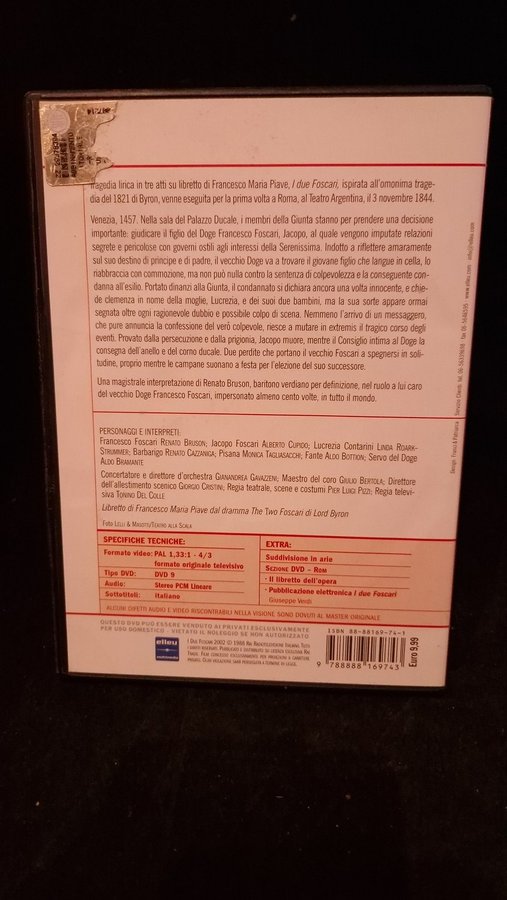 tragedia lirica in tre atti su libretto di Francesco Maria Piave, I due Foscari, ispirata all'omonima trage-
dia del 1821 di Byron, venne eseguita per la prima volta a Roma, al Teatro Argentina, il 3 novembre 1844.
Venezia, 1457. Nella sala del Palazzo Ducale, i membri della Giunta stanno per prendere una decisione
importante: giudicare il figlio del Doge Francesco Foscari, Jacopo, al quale vengono imputate relazioni
segrete e pericolose con governi ostili agli interessi della Serenissima. Indotto a riflettere amaramente
sul suo destino di principe e di padre, il vecchio Doge va a trovare il giovane figlio che langue in cella, lo
riabbraccia con commozione, ma non può nulla contro la sentenza di colpevolezza e la conseguente con-
danna all'esilio. Portato dinanzi alla Giunta, il condannato si dichiara ancora una volta innocente, e chie-
de clemenza in nome della moglie, Lucrezia, e dei suoi due bambini, ma la sua sorte appare ormai
segnata oltre ogni ragionevole dubbio e possibile colpo di scena. Nemmeno l'arrivo di un messaggero,
che pure annuncia la confessione del vero colpevole, riesce a mutare in extremis il tragico corso degli
eventi. Provato dalla persecuzione e dalla prigionia, Jacopo muore, mentre il Consiglio intima al Doge la
consegna dell'anello e del corno ducale. Due perdite che portano il vecchio Foscari a spegnersi in soli-
tudine, proprio mentre le campane suonano a festa per l'elezione del suo successore.
Una magistrale interpretazione di Renato Bruson, baritono verdiano per definizione, nel ruolo a lui caro
del vecchio Doge Francesco Foscari, impersonato almeno cento volte, in tutto il mondo.
PERSONAGGI E INTERPRETI:
Francesco Foscari RENATO BRUSON; Jacopo Foscari ALBERTO CUPIDO; Lucrezia Contarini LINDA ROARK-
STRUMMER; Barbarigo RENATO CAZZANIGA; Pisana MONICA TAGLIASACCHI; Fante ALDO BOTTION; Servo del Doge
ALDO BRAMANTE
Concertatore e direttore d'orchestra GIANANDREA GAVAZZENI; Maestro del coro GIULIO BERTOLA; Direttore
dell'allestimento scenico GIORGIO CRISTINI; Regia teatrale, scene e costumi PIER LUIGI PIZZI; Regia televi-
siva TONINO DEL COLLE
Libretto di Francesco Maria Piave dal dramma The Two Foscari di Lord Byron
FOTO LELLI & MASOTTI/TEATRO ALLA SCALA
SPECIFICHE TECNICHE:
Formato video: PAL 1,33:1 - 4/3
formato originale televisivo
Tipo DVD: DVD 9
Audio: Stereo PCM Lineare
Sottotitoli: italiano
EXTRA:
Suddivisione in arie
SEZIONE DVD – ROM
· Il libretto dell'opera
· Pubblicazione elettronica I due Foscari
Giuseppe Verdi
ALCUNI DIFETTI AUDIO E VIDEO RISCONTRABILI NELLA VISIONE SONO DOVUTI AL MASTER ORIGINALE
QUESTO DVD PUÒ ESSERE VENDUTO AI PRIVATI ESCLUSIVAMENTE
PER USO DOMESTICO - VIETATO IL NOLEGGIO SE NON AUTORIZZATO
elleu
multimedia
I DUE FOSCARI 2002 © 1988 RAI RADIOTELEVISIONE ITALIANA. TUTTI
I DIRITTI RISERVATI.
ISBN 88-88169-74-3
9 788888 169743
Euro 9,99